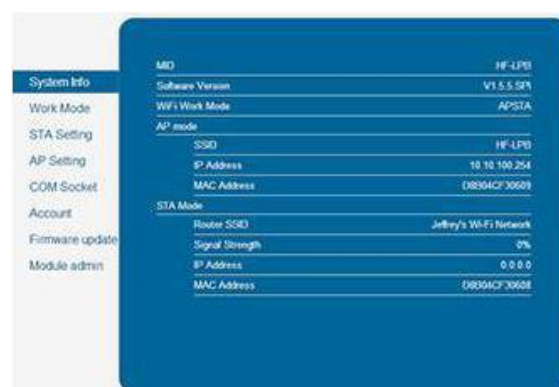 System Info
Work Mode
STA Setting
AP Setting
COM Socket
Account
Firmware update
Module admin
MID HF-LPB
Software Version V1.5.5.SPI
WiFi Work Mode APSTA
AP mode
SSID HF-LPB
IP Address 10.10.100.254
MAC Address
STA Mode
Router SSID Jeffrey's Wi-Fi Network
Signal Strength 0%
IP Address 0.0.0.0
MAC Address